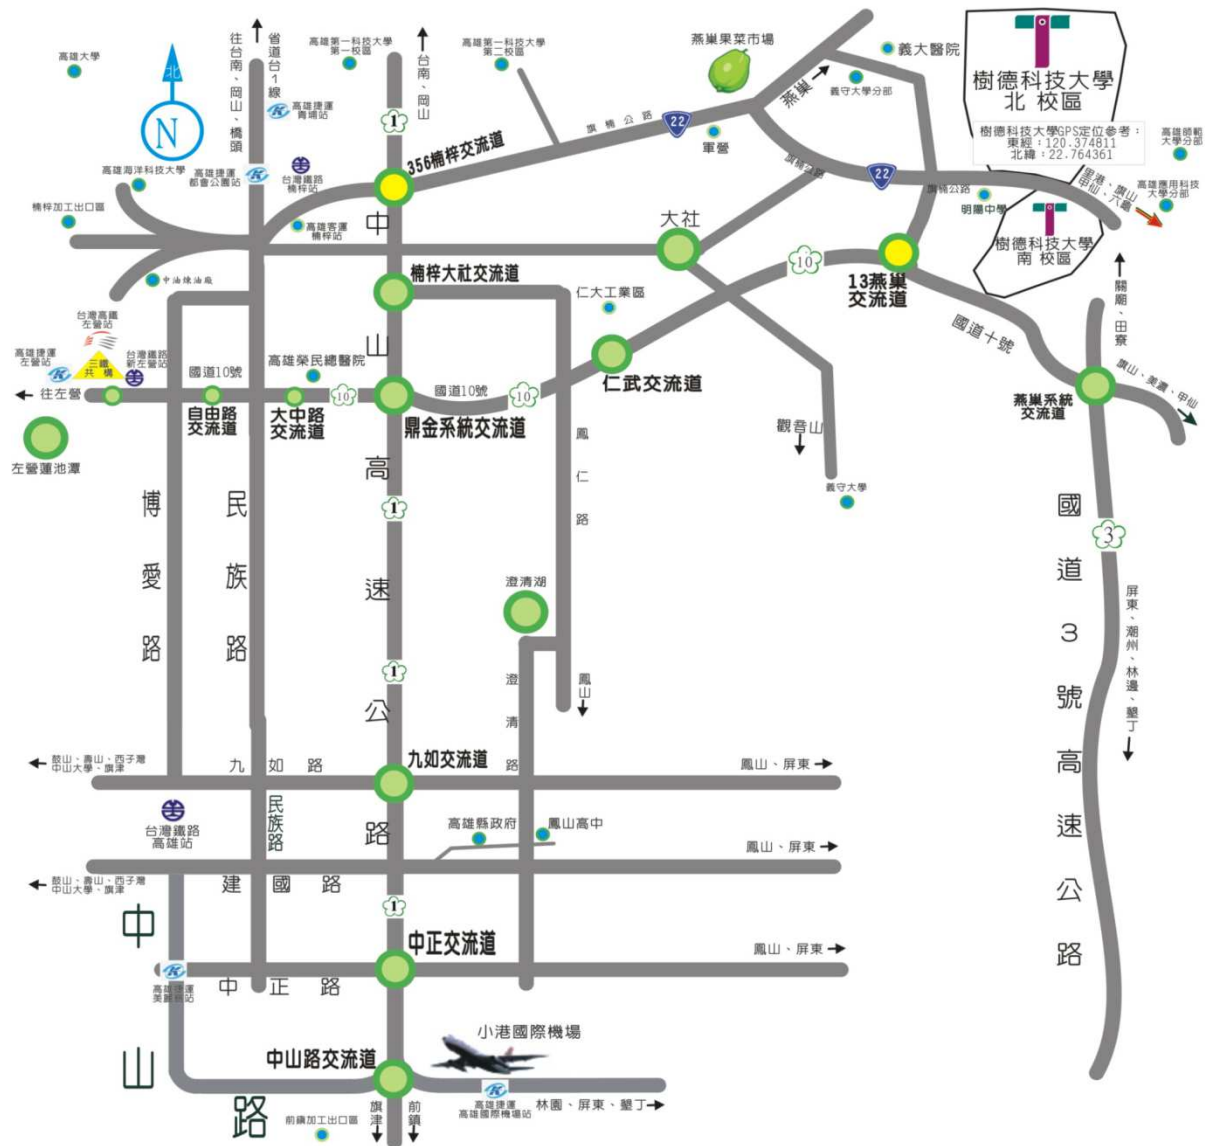 高雄大學
北
N
往台南、岡山、橋頭
省道台1線
高雄第一科技大學
第一校區
台南、岡山
高雄第一科技大學
第二校區
燕巢果菜市場
義大醫院
義守大學分部
燕巢
樹德科技大學
北 校區
樹德科技大學GPS定位參考：
東經：120.374811
北緯：22.764361
高雄師範
大學分部
高雄應用科技
大學分部
里港、旗山
甲仙、六龜
高雄捷運
青埔站
1
旗楠公路
22
軍營
356楠梓交流道
高雄海洋科技大學
高雄捷運
都會公園站
台灣鐵路
楠梓站
旗楠公路
22
旗楠公路
明陽中學
樹德科技大學
南 校區
楠梓加工出口區
高雄客運
楠梓站
大社
10
13燕巢
交流道
中油煉油廠
楠梓大社交流道
仁大工業區
關廟、田寮
國道十號
台灣高鐵
左營站
高雄捷運
左營站
三鐵
共構
台灣鐵路
新左營站
國道10號
高雄榮民總醫院
仁武交流道
往左營
自由路
交流道
大中路
交流道
10
國道10號
10
鼎金系統交流道
燕巢系統
交流道
旗山、美濃、甲仙
左營蓮池潭
觀音山
義守大學
鳳仁路
博愛路
民族路
中山高速公路
1
1
1
國道3號高速公路
3
屏東、潮州、林邊、墾丁
澄清湖
澄清路
鳳山
鼓山、壽山、西子灣
中山大學、旗津
九如路
九如交流道
鳳山、屏東
台灣鐵路
高雄站
民族路
高雄縣政府
鳳山高中
鳳山、屏東
鼓山、壽山、西子灣
中山大學、旗津
建國路
中正交流道
鳳山、屏東
高雄捷運
美麗島站
中正路
中山路
中山路交流道
小港國際機場
高雄捷運
高雄國際機場站
林園、屏東、墾丁
前鎮加工出口區
旗津
前鎮